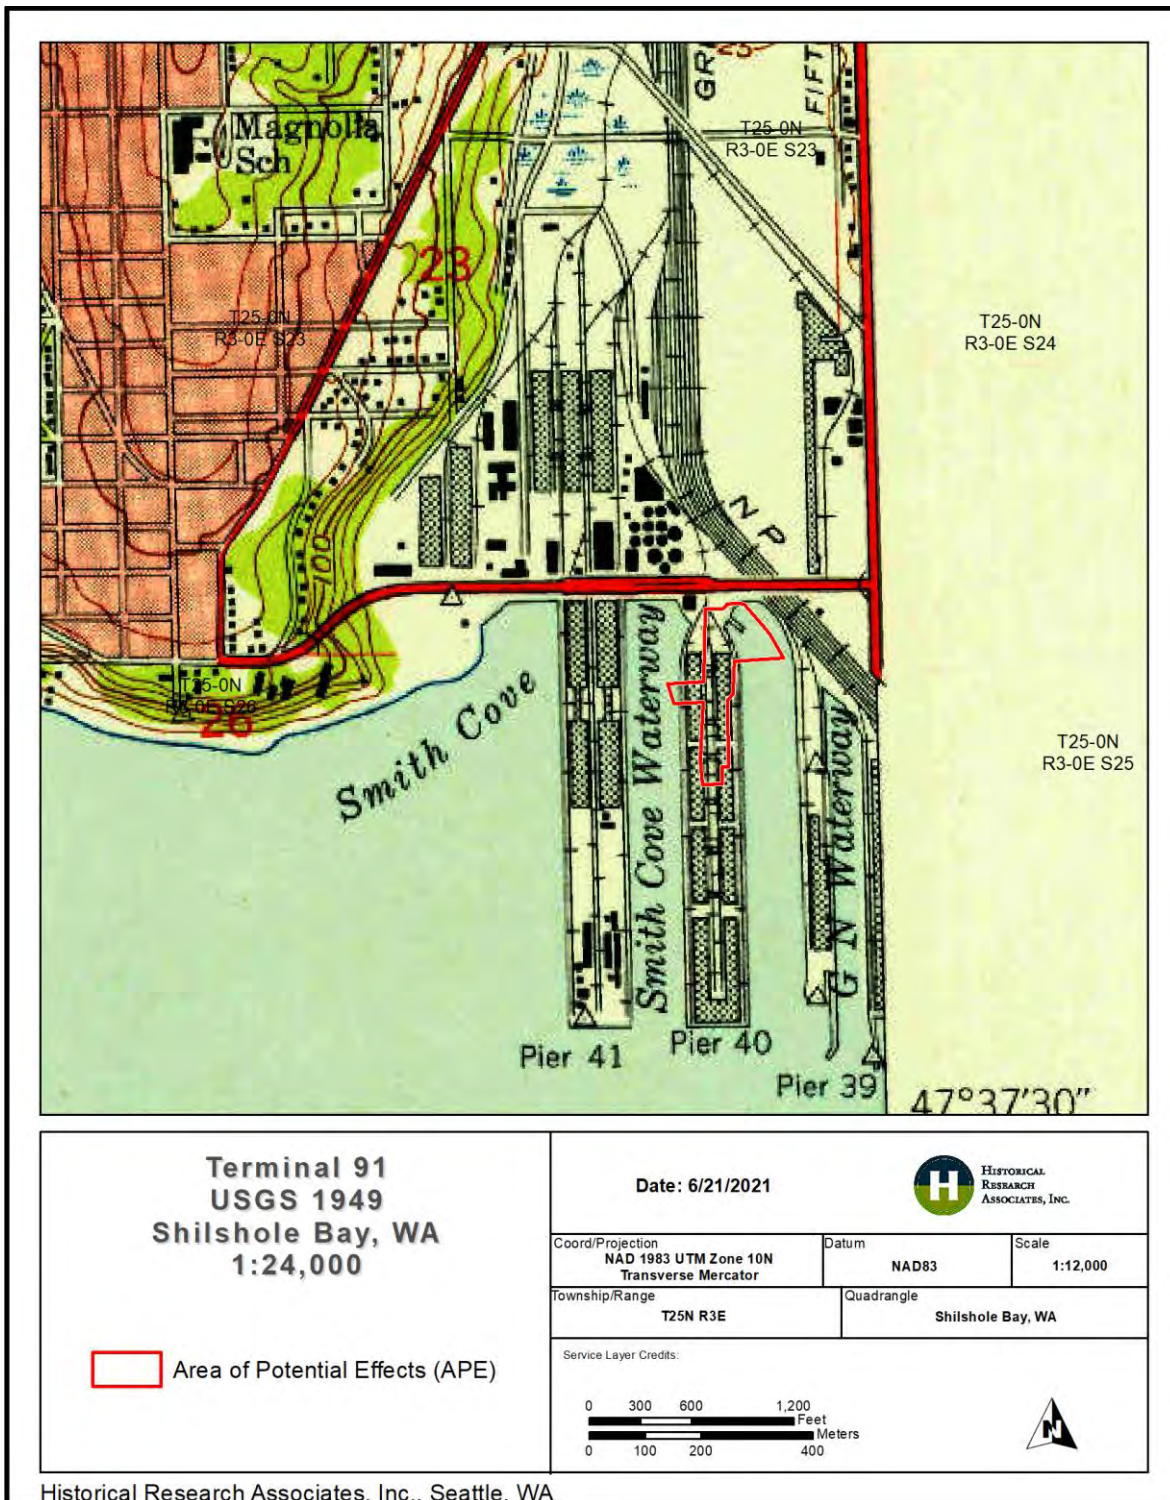 Magnolia
Sch
GR
25
FIFT
T25-0N
R3-0E S23
23
T25-0N
R3-0E S23
T25-0N
R3-0E S24
NP
100
T25-0N
26
Smith Cove
Smith Cove Waterway
G N Waterway
T25-0N
R3-0E S25
Pier 41
Pier 40
Pier 39
47°37'30"
Terminal 91
USGS 1949
Shilshole Bay, WA
1:24,000
Area of Potential Effects (APE)
Date: 6/21/2021
H
HISTORICAL
RESEARCH
ASSOCIATES, INC.
Coord/Projection
NAD 1983 UTM Zone 10N
Transverse Mercator
Datum
NAD83
Scale
1:12,000
Township/Range
T25N R3E
Quadrangle
Shilshole Bay, WA
Service Layer Credits:
0 300 600 1,200
Feet
Meters
0 100 200 400
N
Historical Research Associates, Inc., Seattle, WA